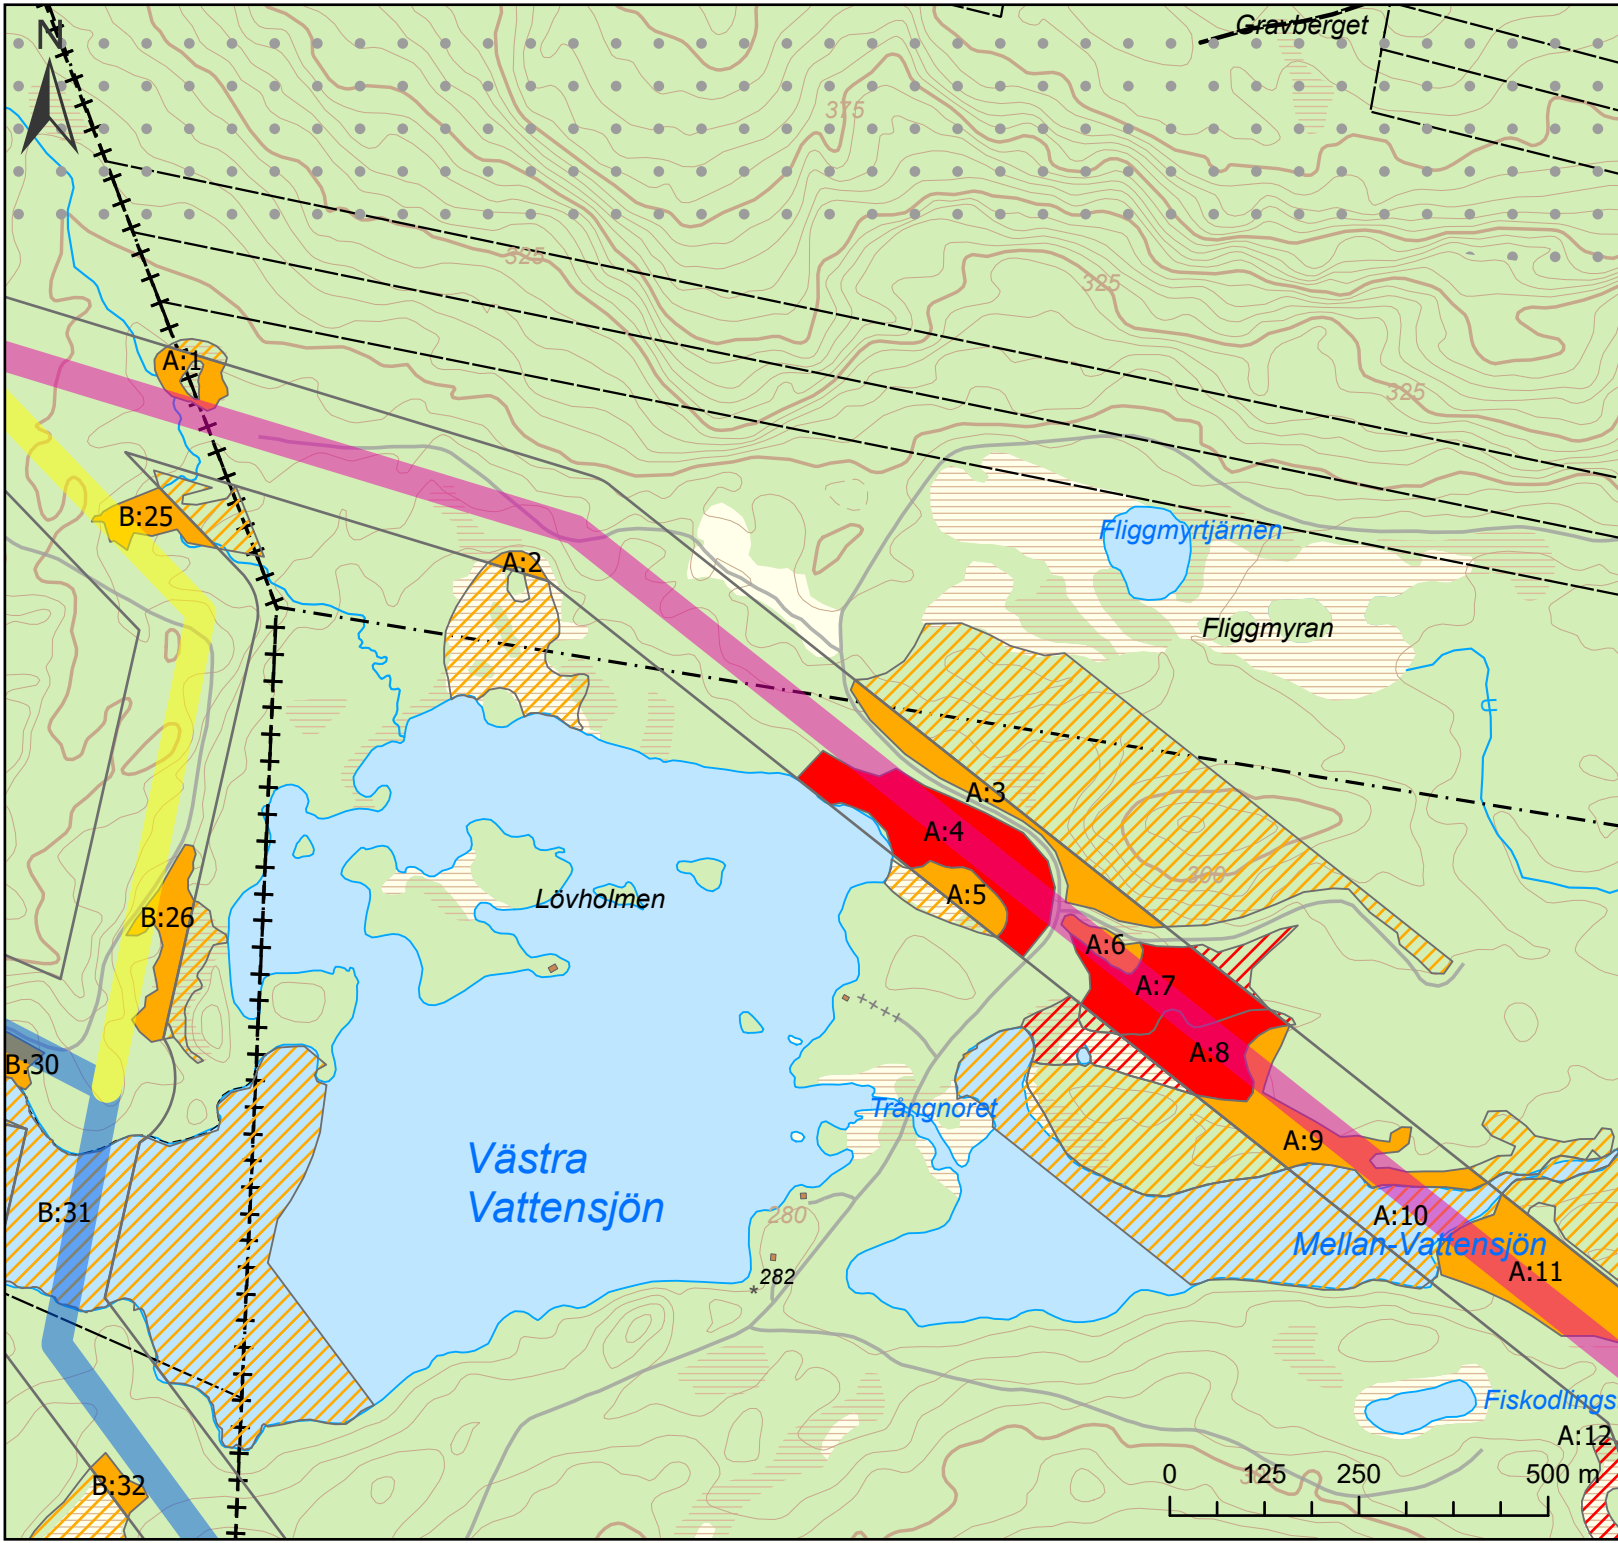 Gravberget
N
375
325
325
A:1
325
B:25
Fliggmyrtjärnen
A:2
Fliggmyran
A:3
A:4
300
A:5
Lövholmen
B:26
A:6
A:7
A:8
B:30
Trångnoret
A:9
Västra
Vattensjön
B:31
280
A:10
Mellan-Vattensjön
282
A:11
Fiskodlings
A:12
B:32
0 125 250 500 m